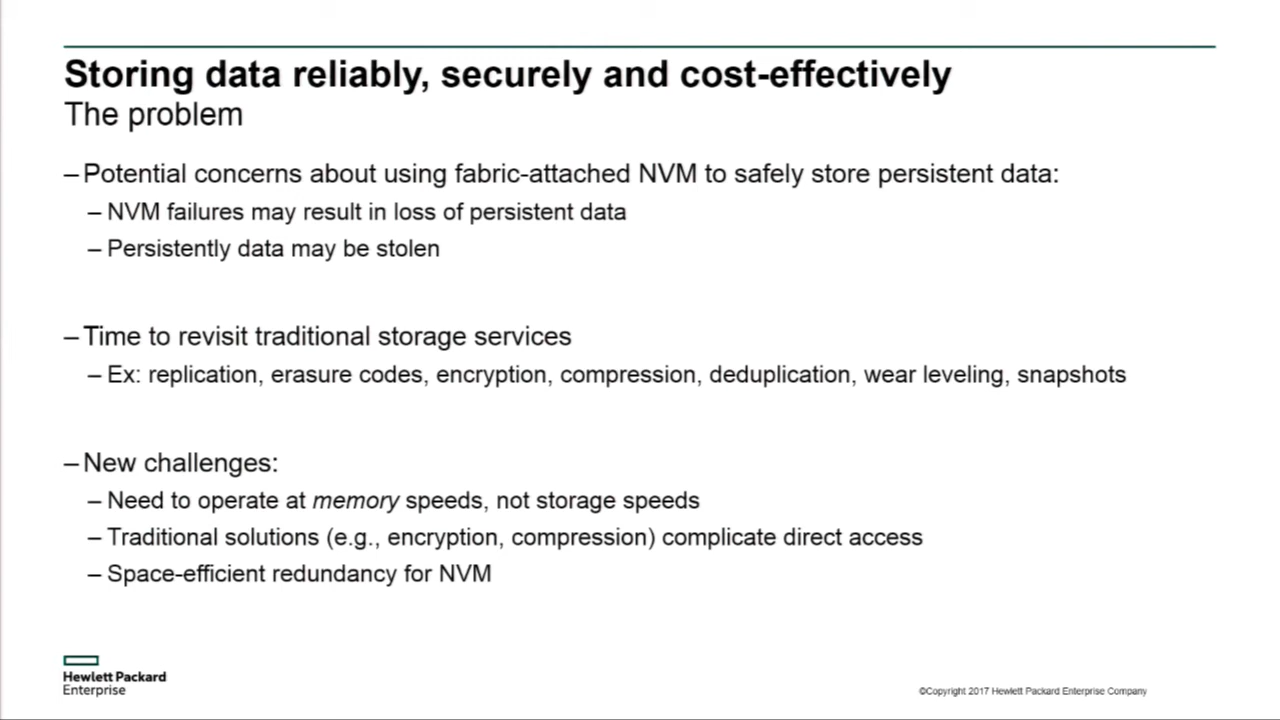 Storing data reliably, securely and cost-effectively
The problem
– Potential concerns about using fabric-attached NVM to safely store persistent data:
– NVM failures may result in loss of persistent data
– Persistently data may be stolen
– Time to revisit traditional storage services
– Ex: replication, erasure codes, encryption, compression, deduplication, wear leveling, snapshots
– New challenges:
– Need to operate at memory speeds, not storage speeds
– Traditional solutions (e.g., encryption, compression) complicate direct access
– Space-efficient redundancy for NVM
Hewlett Packard
Enterprise
©Copyright 2017 Hewlett Packard Enterprise Company